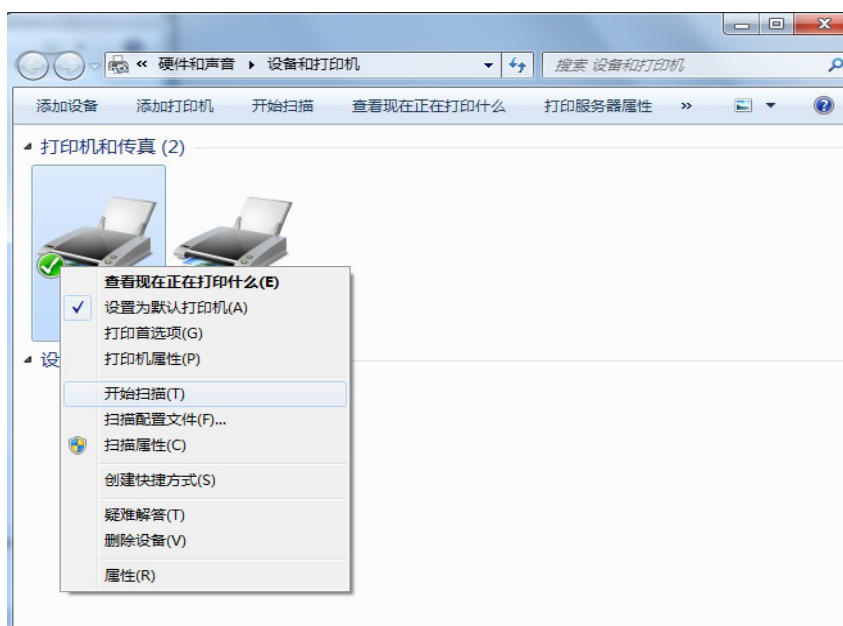 « 硬件和声音 ▸ 设备和打印机
搜索 设备和打印机
添加设备 添加打印机 开始扫描 查看现在正在打印什么 打印服务器属性 »
打印机和传真 (2)
查看现在正在打印什么(E)
设置为默认打印机(A)
打印首选项(G)
打印机属性(P)
设
开始扫描(T)
扫描配置文件(F)...
扫描属性(C)
创建快捷方式(S)
疑难解答(T)
删除设备(V)
属性(R)